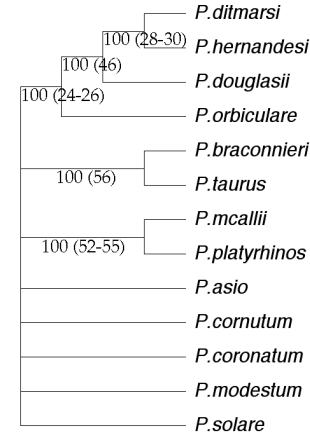 P.ditmarsi
100 (28-30)
P.hernandesi
100 (46)
P.douglasii
100 (24-26)
P.orbiculare
P.braconnieri
100 (56)
P.taurus
P.mcallii
100 (52-55)
P.platyrhinos
P.asio
P.cornutum
P.coronatum
P.modestum
P.solare